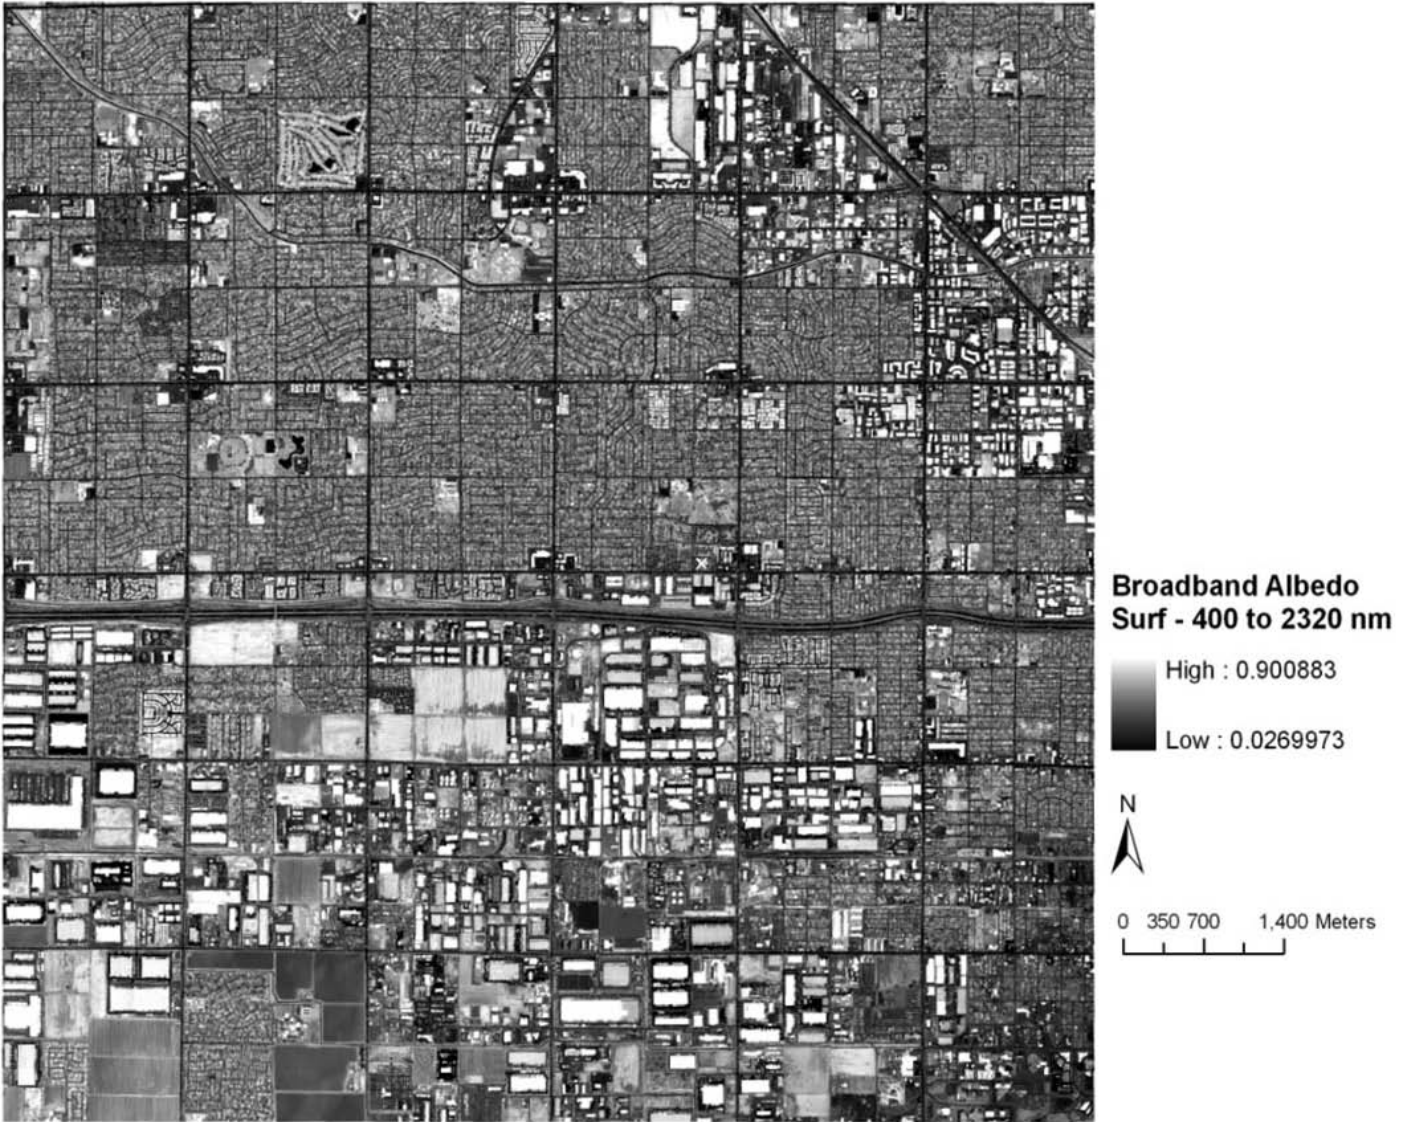 Broadband Albedo
Surf - 400 to 2320 nm
High : 0.900883
Low : 0.0269973
N
0 350 700 1,400 Meters